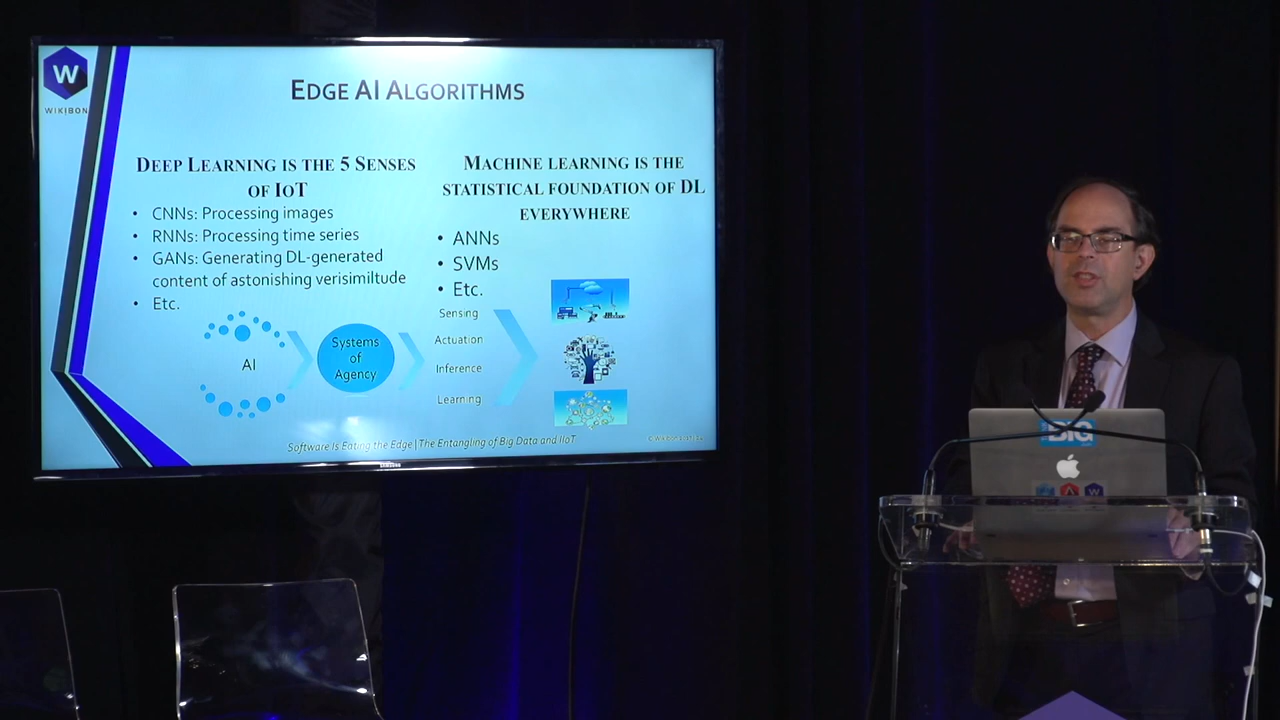 W
WIKIBON
EDGE AI ALGORITHMS
DEEP LEARNING IS THE 5 SENSES
OF IOT
• CNNs: Processing images
• RNNs: Processing time series
• GANs: Generating DL-generated
content of astonishing verisimiltude
• Etc.
MACHINE LEARNING IS THE
STATISTICAL FOUNDATION OF DL
EVERYWHERE
• ANNs
• SVMs
• Etc.
AI
Systems
of
Agency
Sensing
Actuation
Inference
Learning
Software Is Eating the Edge|The Entangling of Big Data and IIoT
SAMSUNG
BIG
W